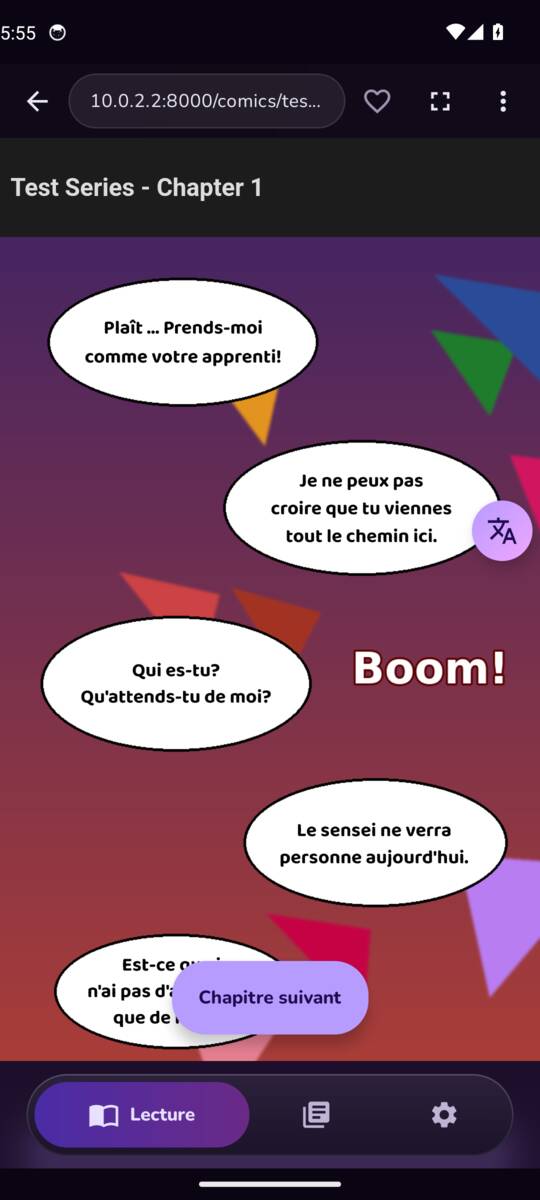 5:55
10.0.2.2:8000/comics/tes...
Test Series - Chapter 1
Plaît ... Prends-moi
comme votre apprenti!
Je ne peux pas
croire que tu viennes
tout le chemin ici.
Qui es-tu?
Qu'attends-tu de moi?
Boom!
Le sensei ne verra
personne aujourd'hui.
Est-ce
n'ai pas
que de
Chapitre suivant
Lecture